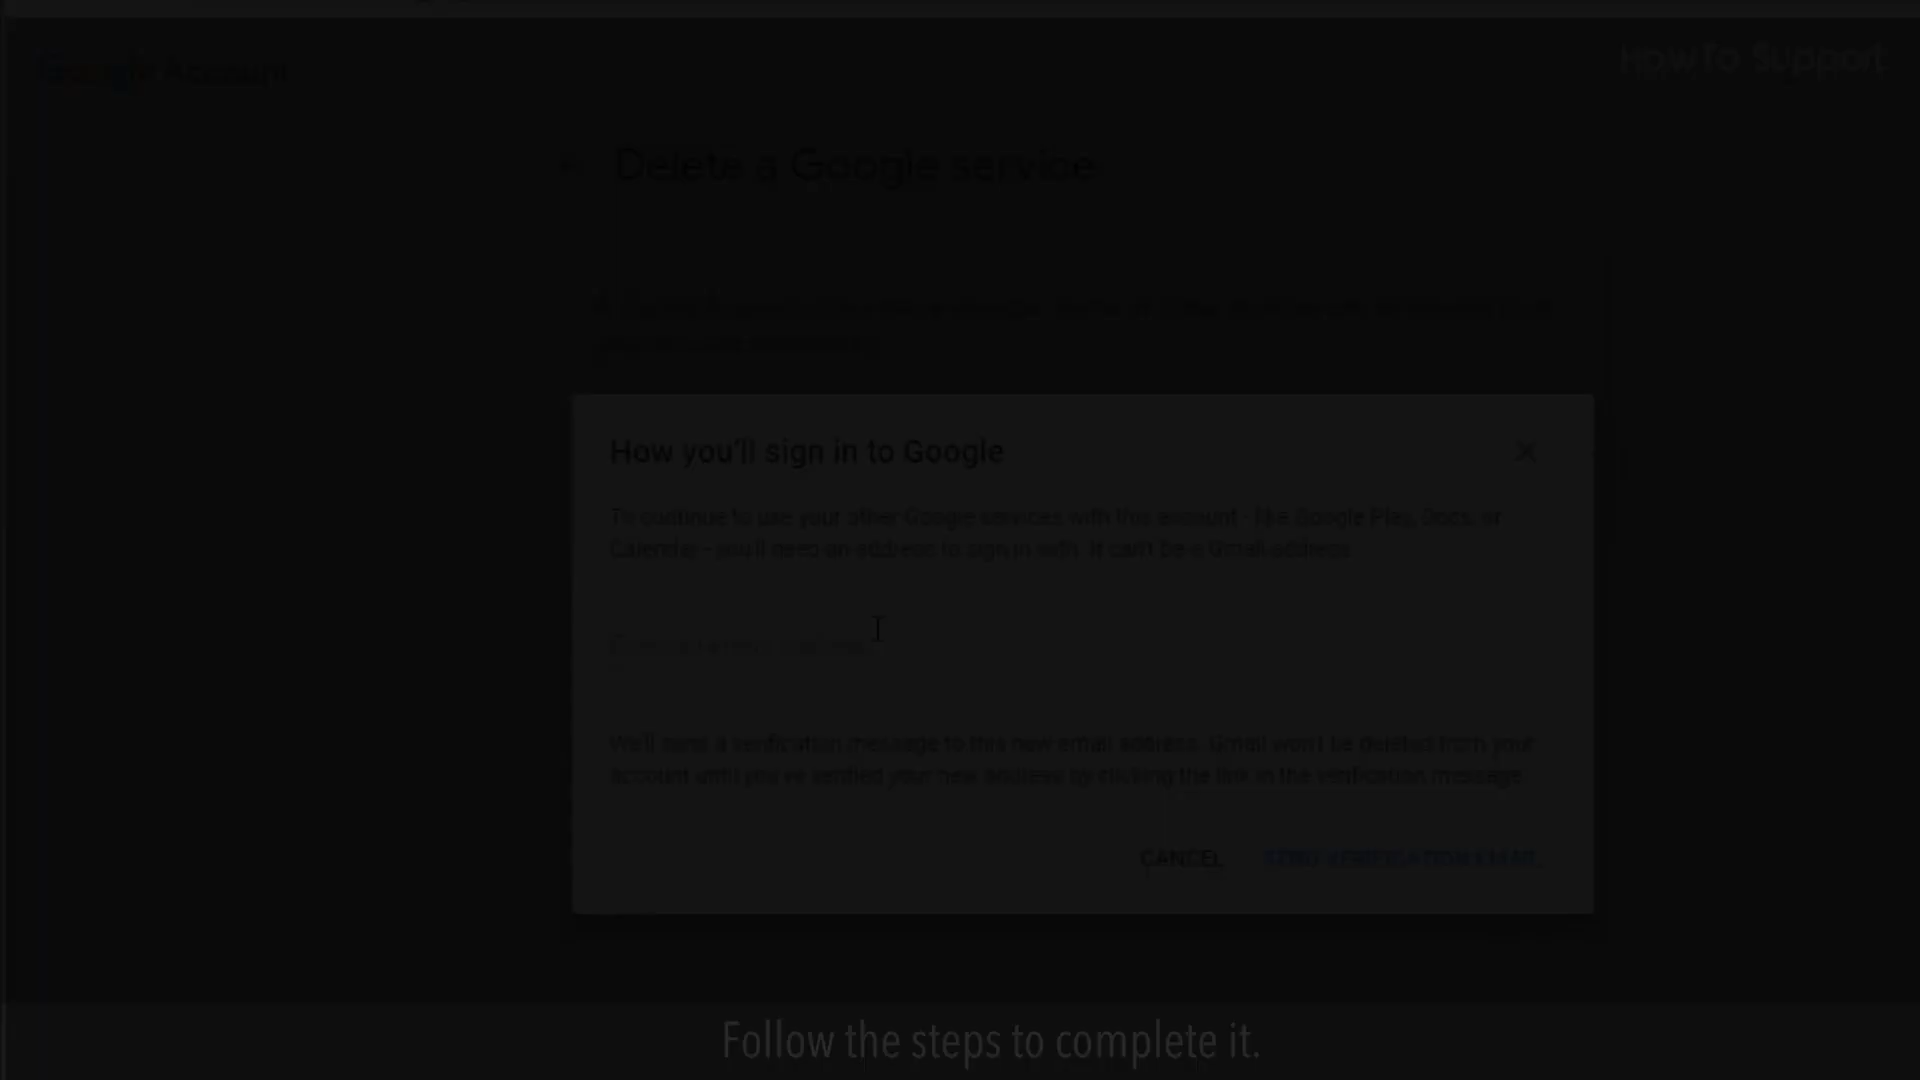 Google Account
HowTo Support
Delete a Google service
How you'll sign in to Google
To continue to use your other Google services with this account - like Google Play, Docs, or
Calendar - you'll need an address to sign in with. It can't be a Gmail address.
We'll send a verification message to this new email address. Gmail won't be deleted from your
account until you've verified your new address by clicking the link in the verification message.
CANCEL
SEND VERIFICATION EMAIL
Follow the steps to complete it.